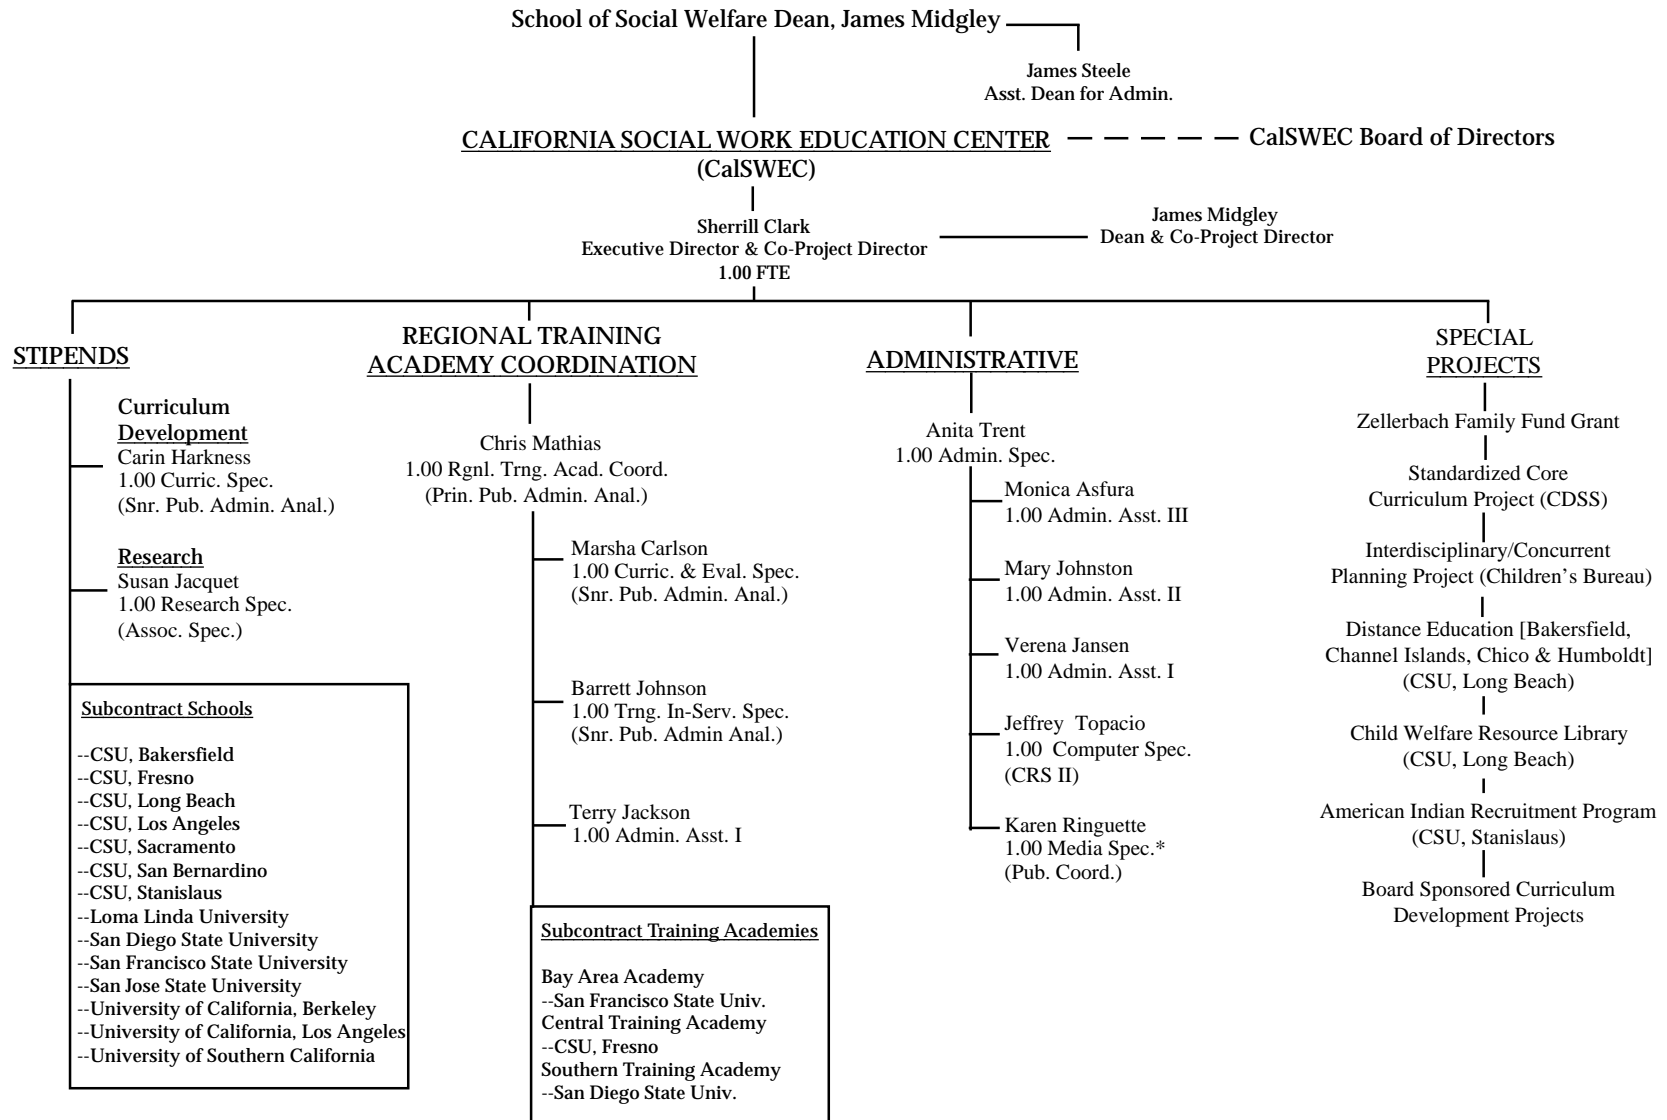 School of Social Welfare Dean, James Midgley
James Steele
Asst. Dean for Admin.
CALIFORNIA SOCIAL WORK EDUCATION CENTER
(CalSWEC)
CalSWEC Board of Directors
Sherrill Clark
Executive Director & Co-Project Director
1.00 FTE
James Midgley
Dean & Co-Project Director
STIPENDS
Curriculum
Development
Carin Harkness
1.00 Curric. Spec.
(Snr. Pub. Admin. Anal.)
Research
Susan Jacquet
1.00 Research Spec.
(Assoc. Spec.)
Subcontract Schools
--CSU, Bakersfield
--CSU, Fresno
--CSU, Long Beach
--CSU, Los Angeles
--CSU, Sacramento
--CSU, San Bernardino
--CSU, Stanislaus
--Loma Linda University
--San Diego State University
--San Francisco State University
--San Jose State University
--University of California, Berkeley
--University of California, Los Angeles
--University of Southern California
REGIONAL TRAINING
ACADEMY COORDINATION
Chris Mathias
1.00 Rgnl. Trng. Acad. Coord.
(Prin. Pub. Admin. Anal.)
Marsha Carlson
1.00 Curric. & Eval. Spec.
(Snr. Pub. Admin. Anal.)
Barrett Johnson
1.00 Trng. In-Serv. Spec.
(Snr. Pub. Admin Anal.)
Terry Jackson
1.00 Admin. Asst. I
Subcontract Training Academies
Bay Area Academy
--San Francisco State Univ.
Central Training Academy
--CSU, Fresno
Southern Training Academy
--San Diego State Univ.
ADMINISTRATIVE
Anita Trent
1.00 Admin. Spec.
Monica Asfura
1.00 Admin. Asst. III
Mary Johnston
1.00 Admin. Asst. II
Verena Jansen
1.00 Admin. Asst. I
Jeffrey Topacio
1.00 Computer Spec.
(CRS II)
Karen Ringuette
1.00 Media Spec.*
(Pub. Coord.)
SPECIAL
PROJECTS
Zellerbach Family Fund Grant
Standardized Core
Curriculum Project (CDSS)
Interdisciplinary/Concurrent
Planning Project (Children's Bureau)
Distance Education [Bakersfield,
Channel Islands, Chico & Humboldt]
(CSU, Long Beach)
Child Welfare Resource Library
(CSU, Long Beach)
American Indian Recruitment Program
(CSU, Stanislaus)
Board Sponsored Curriculum
Development Projects